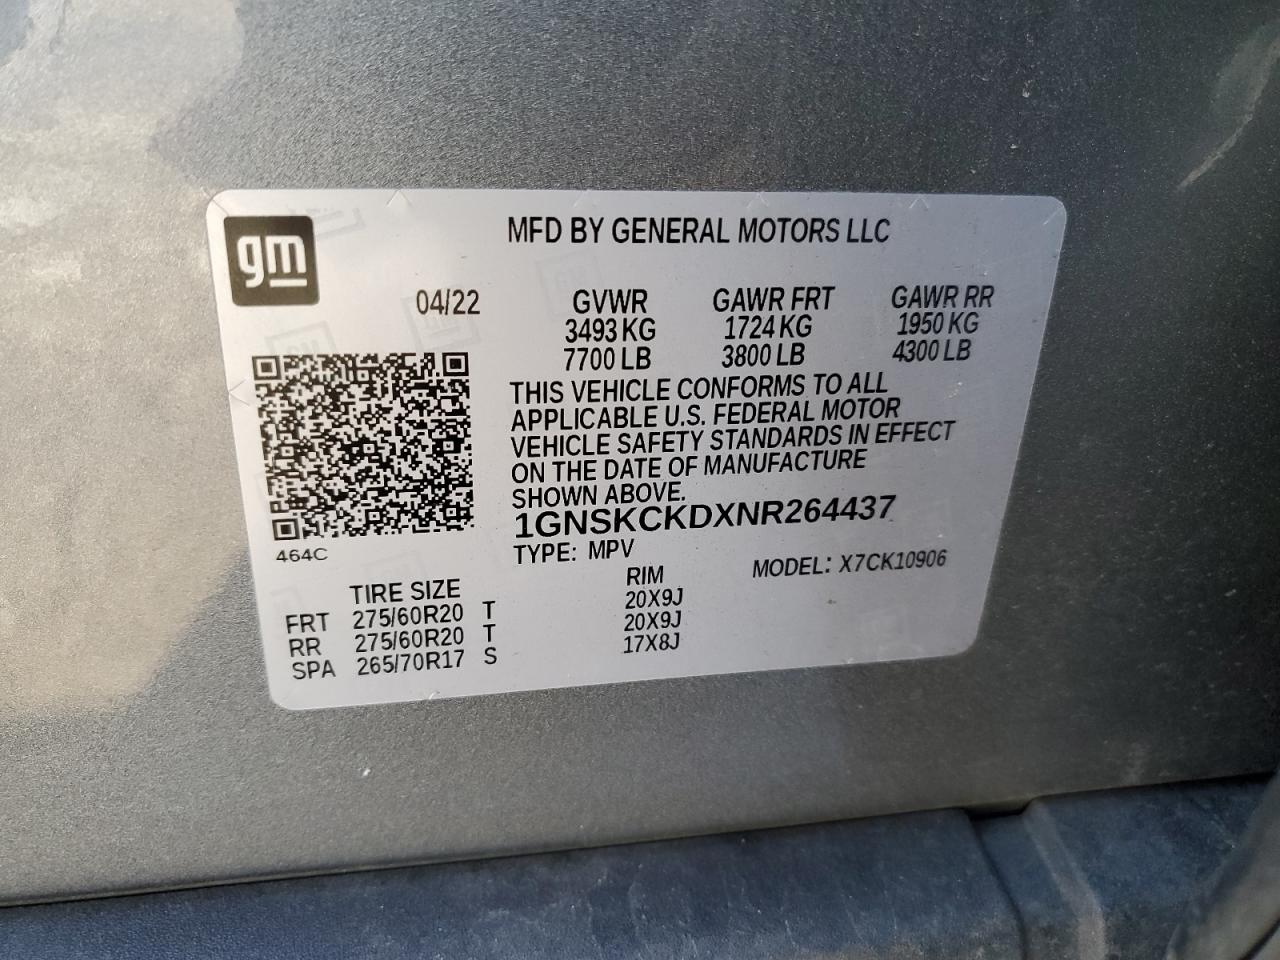 gm
MFD BY GENERAL MOTORS LLC
04/22 GVWR GAWR FRT GAWR RR
3493 KG 1724 KG 1950 KG
7700 LB 3800 LB 4300 LB
THIS VEHICLE CONFORMS TO ALL
APPLICABLE U.S. FEDERAL MOTOR
VEHICLE SAFETY STANDARDS IN EFFECT
ON THE DATE OF MANUFACTURE
SHOWN ABOVE.
1GNSKCKDXNR264437
464C
TYPE: MPV MODEL: X7CK10906
TIRE SIZE RIM
FRT 275/60R20 T 20X9J
RR 275/60R20 T 20X9J
SPA 265/70R17 S 17X8J